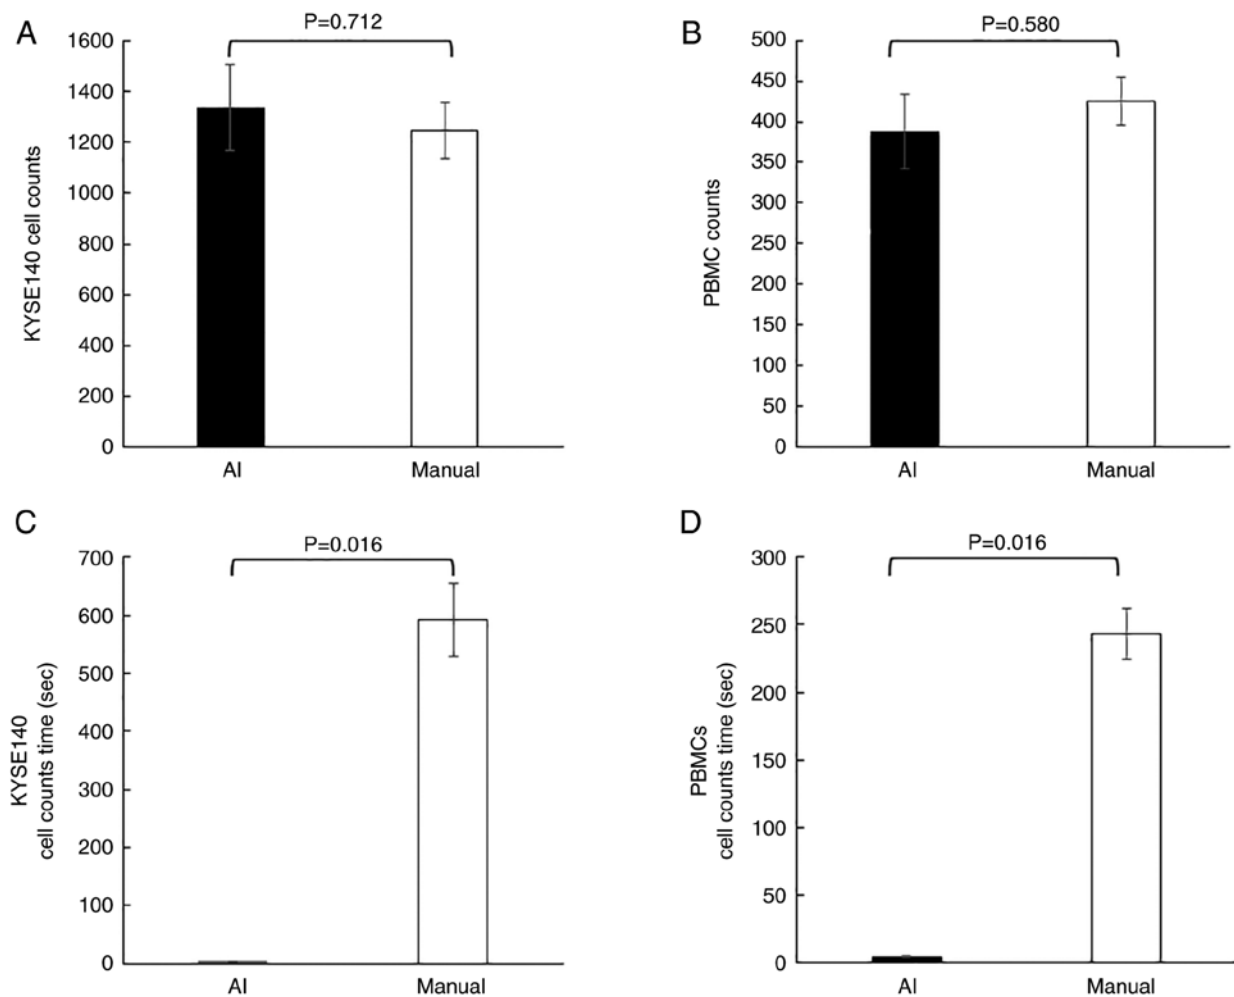 A
P=0.712
KYSE140 cell counts
1600
1400
1200
1000
800
600
400
200
0
AI
Manual
B
P=0.580
PBMC counts
500
450
400
350
300
250
200
150
100
50
0
AI
Manual
C
P=0.016
KYSE140
cell counts time (sec)
700
600
500
400
300
200
100
0
AI
Manual
D
P=0.016
PBMCs
cell counts time (sec)
300
250
200
150
100
50
0
AI
Manual